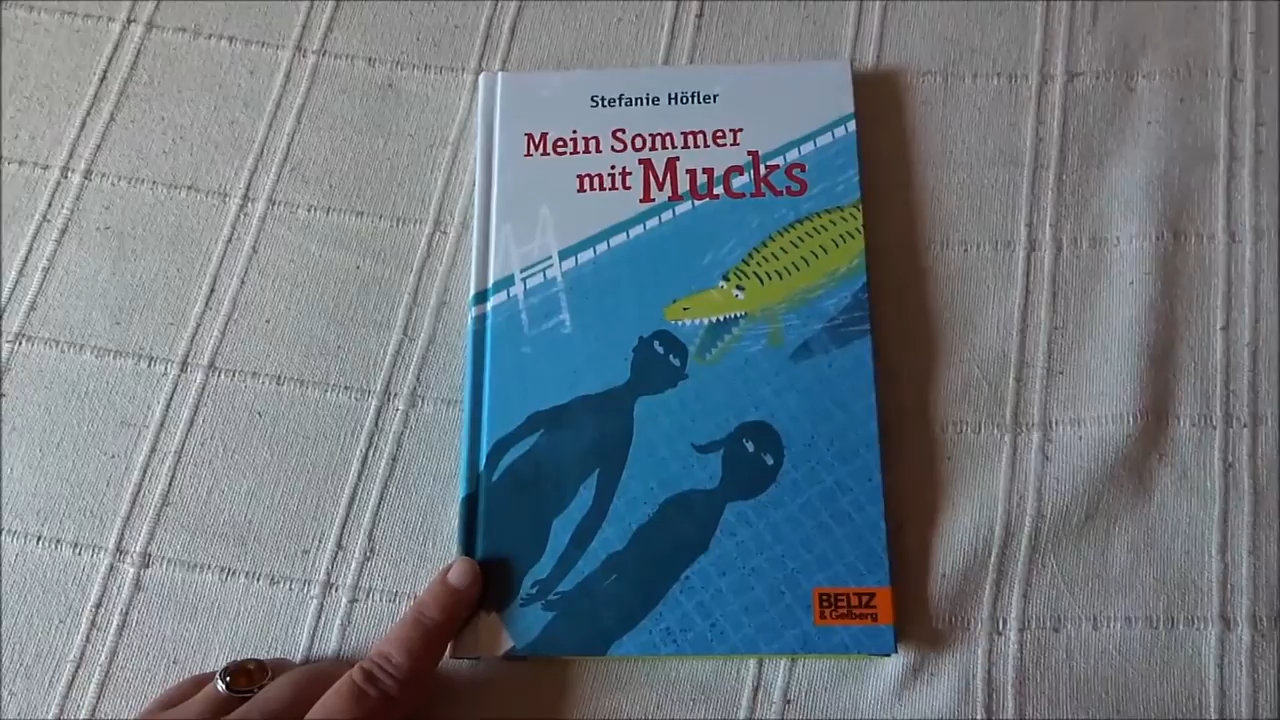 Stefanie Höfler
Mein Sommer
mit Mucks
BELTZ
& Gelberg